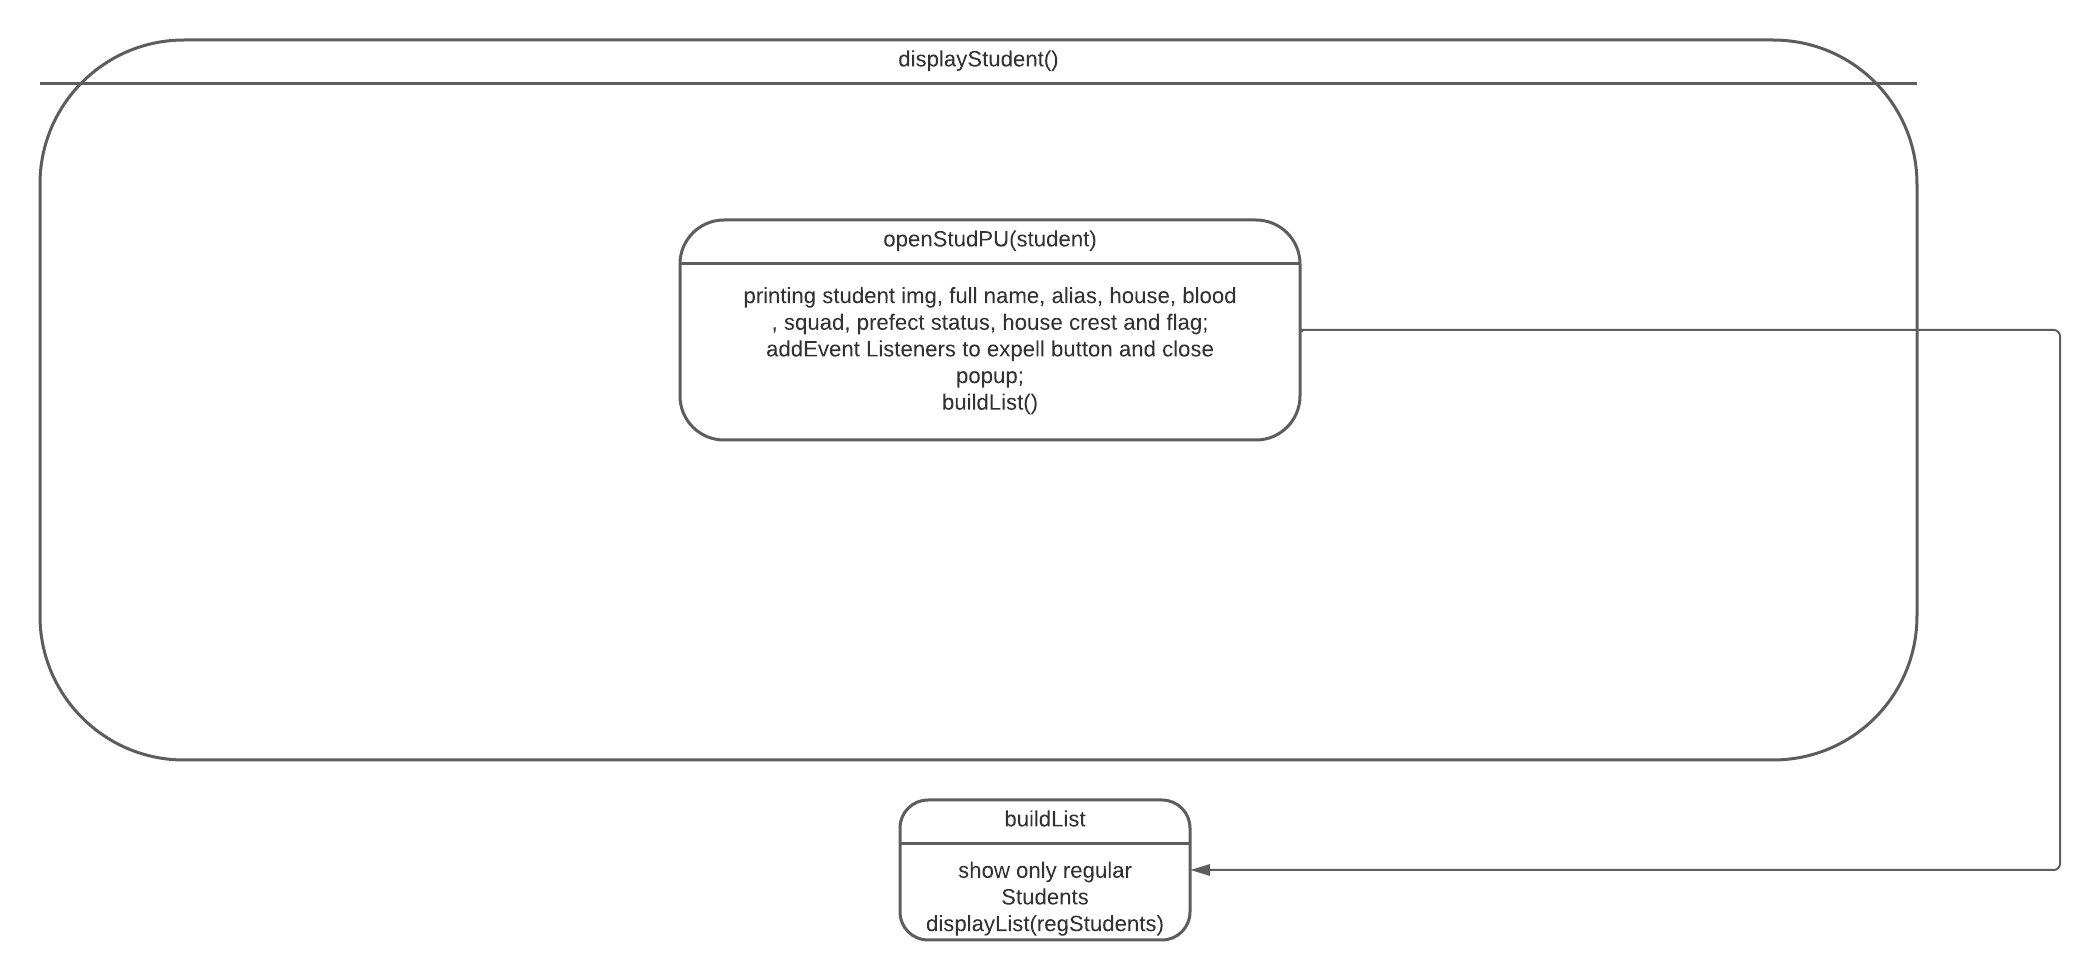 displayStudent()
openStudPU(student)
printing student img, full name, alias, house, blood
, squad, prefect status, house crest and flag;
addEvent Listeners to expell button and close
popup;
buildList()
buildList
show only regular
Students
displayList(regStudents)